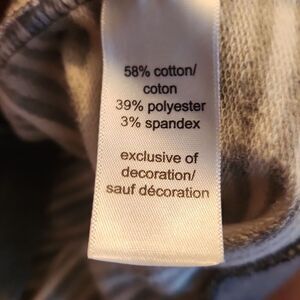 58% cotton/
coton
39% polyester
3% spandex
exclusive of
decoration/
sauf décoration